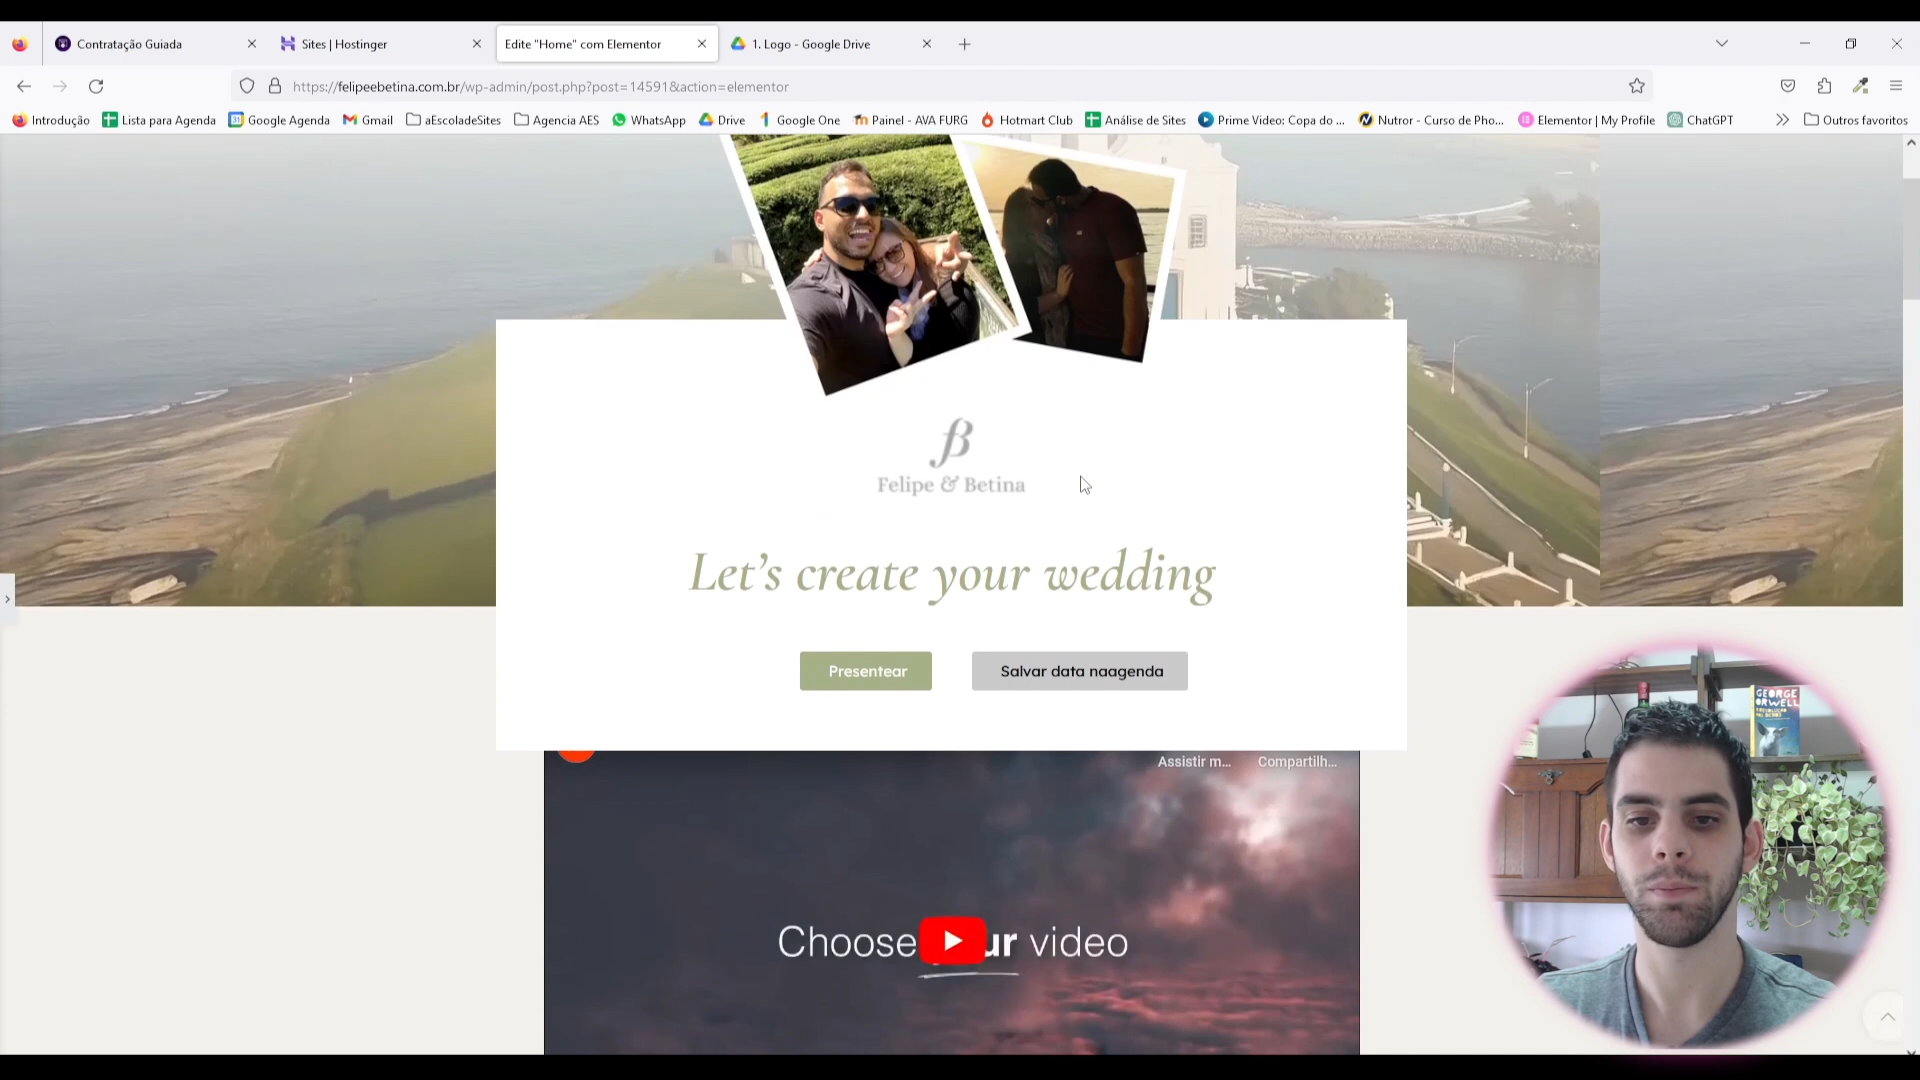 Contratação Guiada
Sites | Hostinger
Edite "Home" com Elementor
1. Logo - Google Drive
https://felipeebetina.com.br/wp-admin/post.php?post=14591&action=elementor
Introdução
Lista para Agenda
Google Agenda
Gmail
aEscoladeSites
Agencia AES
WhatsApp
Drive
Google One
Painel - AVA FURG
Hotmart Club
Análise de Sites
Prime Video: Copa do ...
Nutror - Curso de Pho...
Elementor | My Profile
ChatGPT
Outros favoritos
Felipe & Betina
Let's create your wedding
Presentear
Salvar data naagenda
Assistir m...
Compartilh...
Choose
ur video
GEORGE
ORWELL